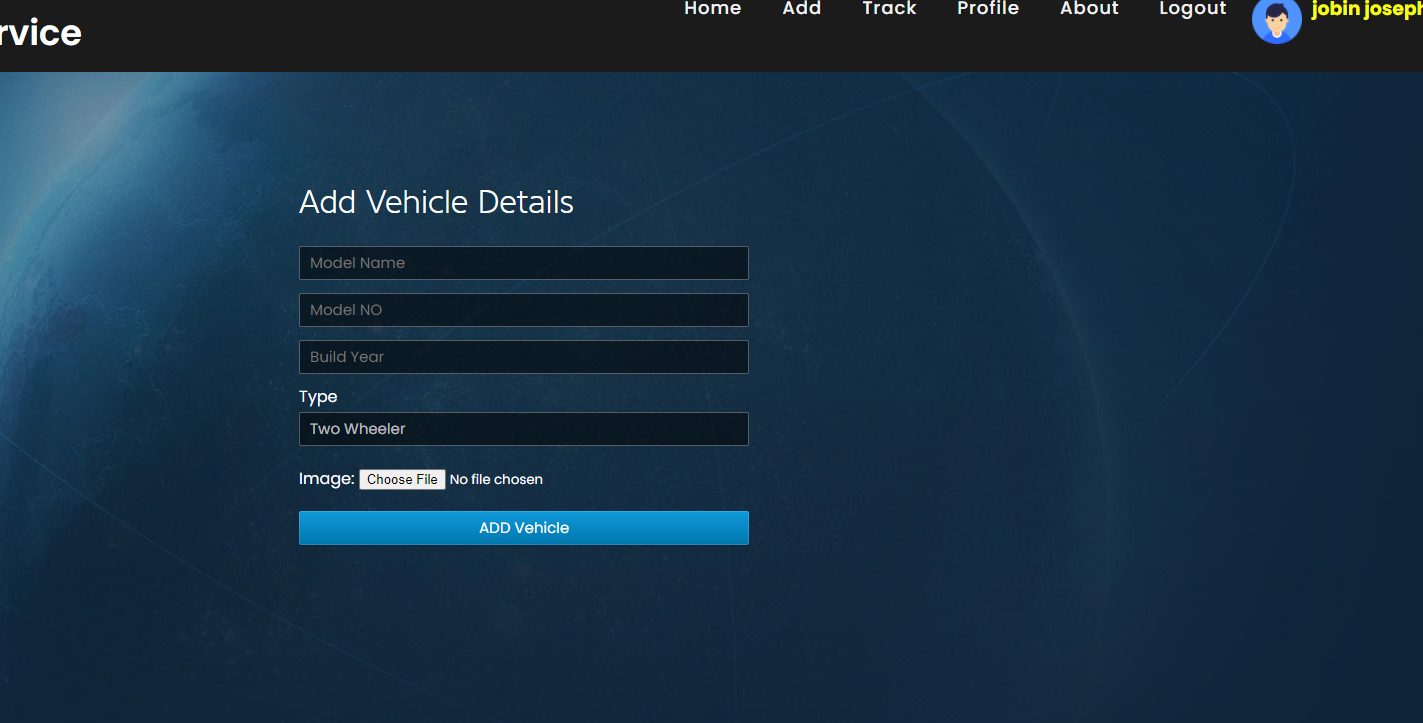 rvice
Home Add Track Profile About Logout jobin joseph
Add Vehicle Details
Model Name
Model NO
Build Year
Type
Two Wheeler
Image: Choose File No file chosen
ADD Vehicle